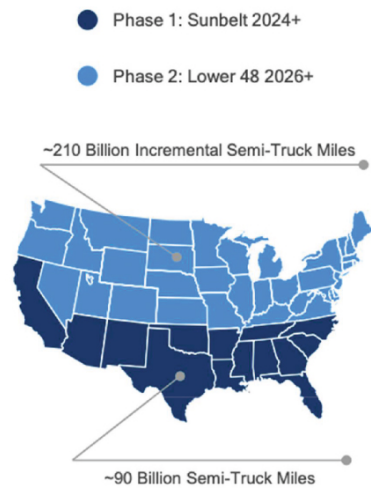 Phase 1: Sunbelt 2024+
Phase 2: Lower 48 2026+
~210 Billion Incremental Semi-Truck Miles
~90 Billion Semi-Truck Miles